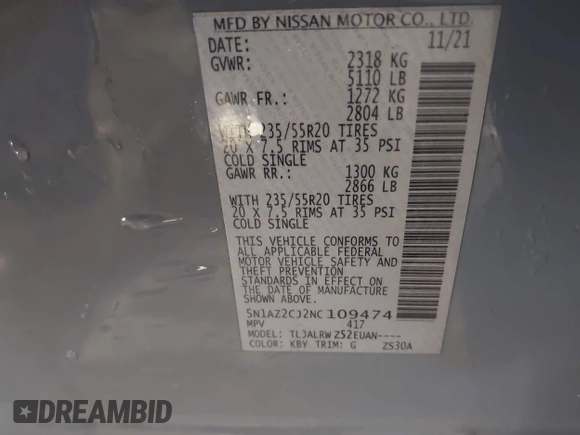 MFD BY NISSAN MOTOR CO., LTD.
DATE: 11/21
GVWR: 2318 KG
5110 LB
GAWR FR.: 1272 KG
2804 LB
WITH 235/55R20 TIRES
20 X 7.5 RIMS AT 35 PSI
COLD SINGLE
GAWR RR.: 1300 KG
2866 LB
WITH 235/55R20 TIRES
20 X 7.5 RIMS AT 35 PSI
COLD SINGLE
THIS VEHICLE CONFORMS TO
ALL APPLICABLE FEDERAL
MOTOR VEHICLE SAFETY AND
THEFT PREVENTION
STANDARDS IN EFFECT ON
THE DATE OF MANUFACTURE
SHOWN ABOVE.
5N1AZ2CJ2NC109474
MPV 417
MODEL: TLJALRWZ52EUAN----
COLOR: KBY TRIM: G ZS30A
DREAMBID